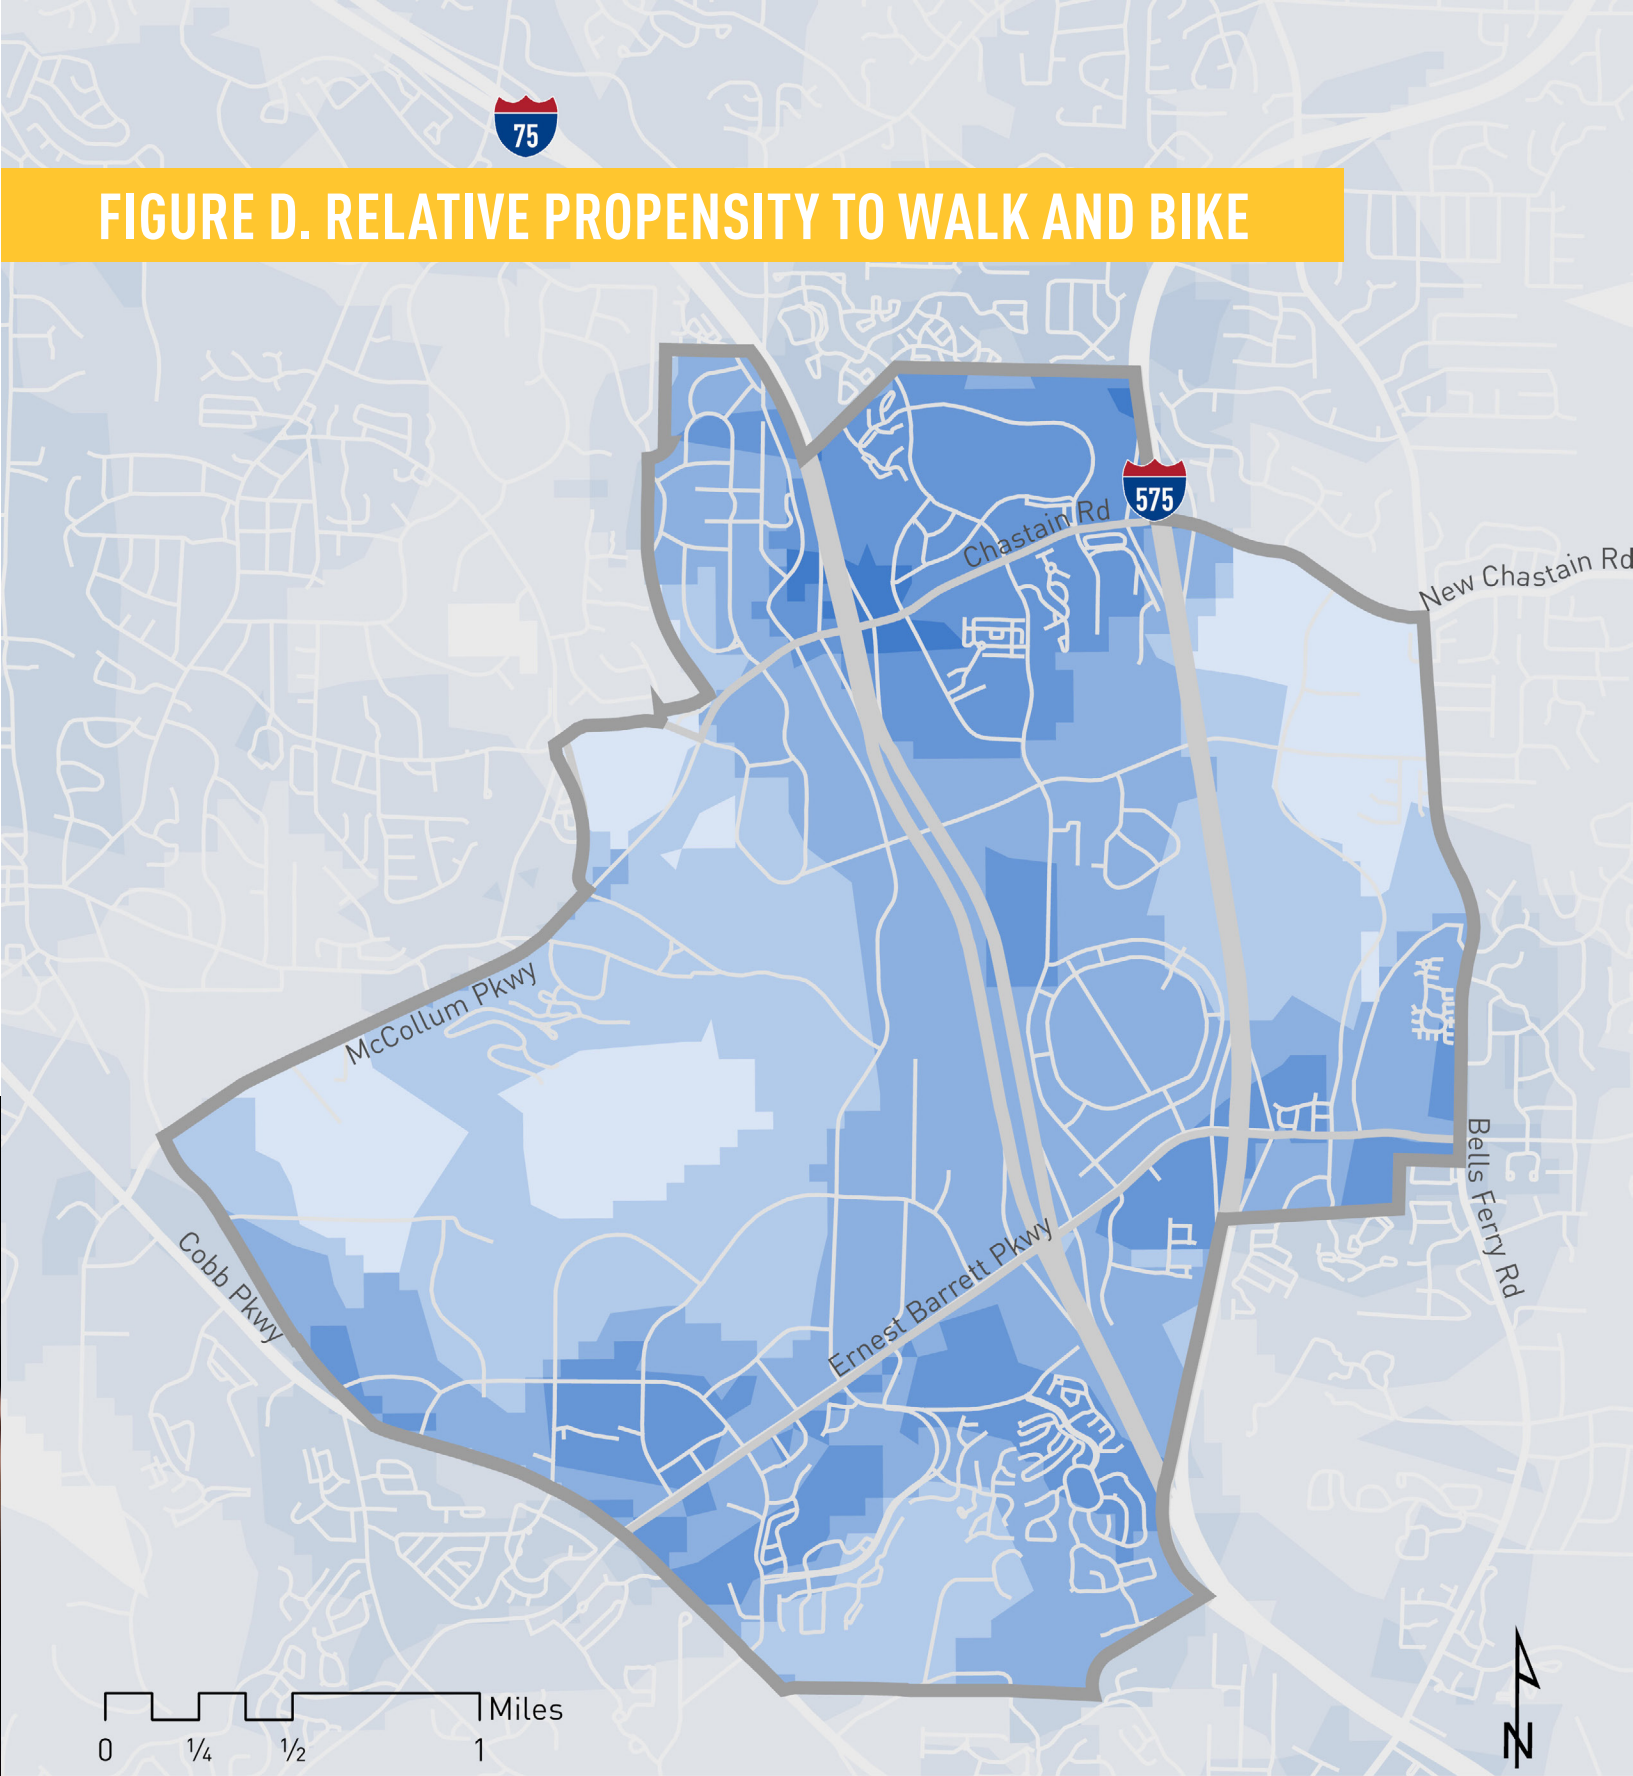 75
FIGURE D. RELATIVE PROPENSITY TO WALK AND BIKE
575
Chastain Rd
New Chastain Rd
McCollum Pkwy
Bells Ferry Rd
Cobb Pkwy
Ernest Barrett Pkwy
Miles
0 ¼ ½ 1
N